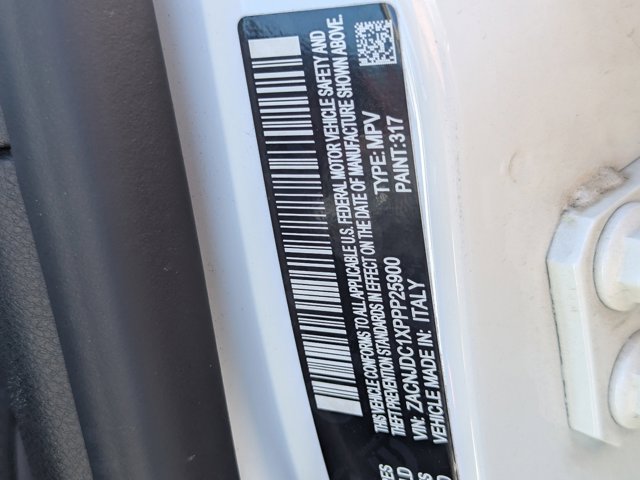 THIS VEHICLE CONFORMS TO ALL APPLICABLE U.S. FEDERAL MOTOR VEHICLE SAFETY AND
THEFT PREVENTION STANDARDS IN EFFECT ON THE DATE OF MANUFACTURE SHOWN ABOVE.
VIN: ZACNJDC1XPPP25900 TYPE: MPV
VEHICLE MADE IN: ITALY PAINT: 317